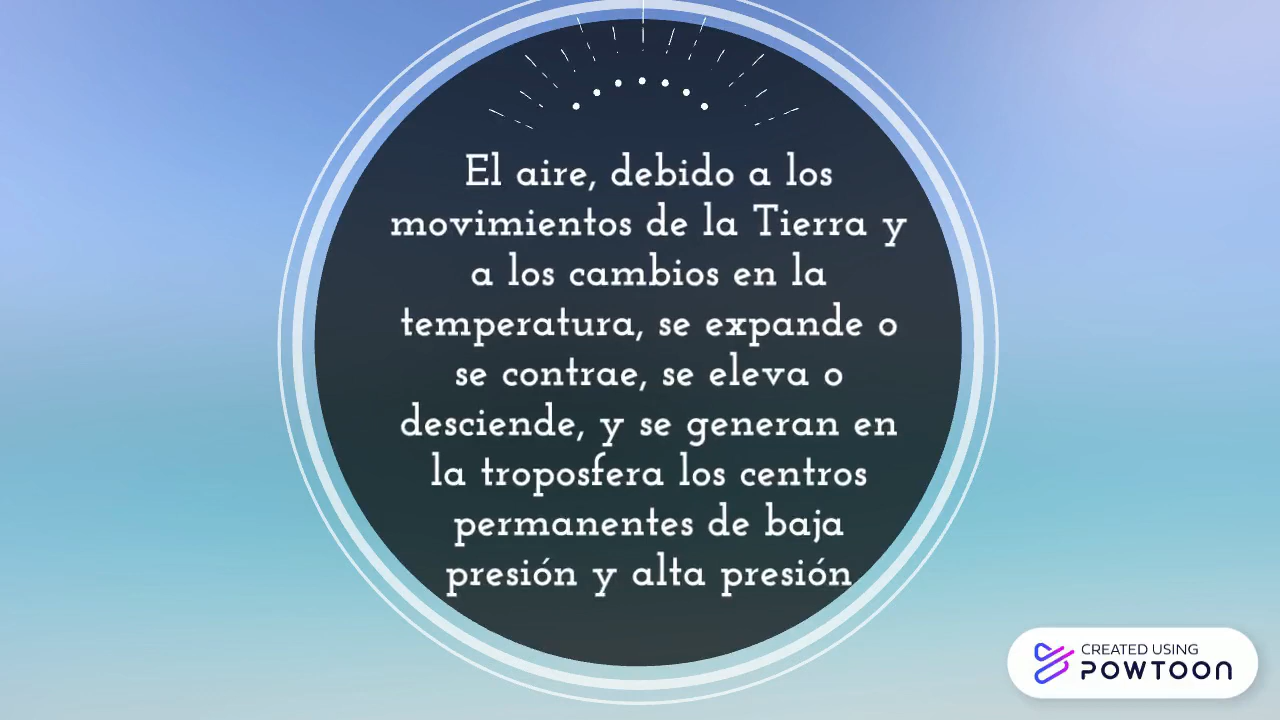 El aire, debido a los
movimientos de la Tierra y
a los cambios en la
temperatura, se expande o
se contrae, se eleva o
desciende, y se generan en
la troposfera los centros
permanentes de baja
presión y alta presión
CREATED USING
POWTOON